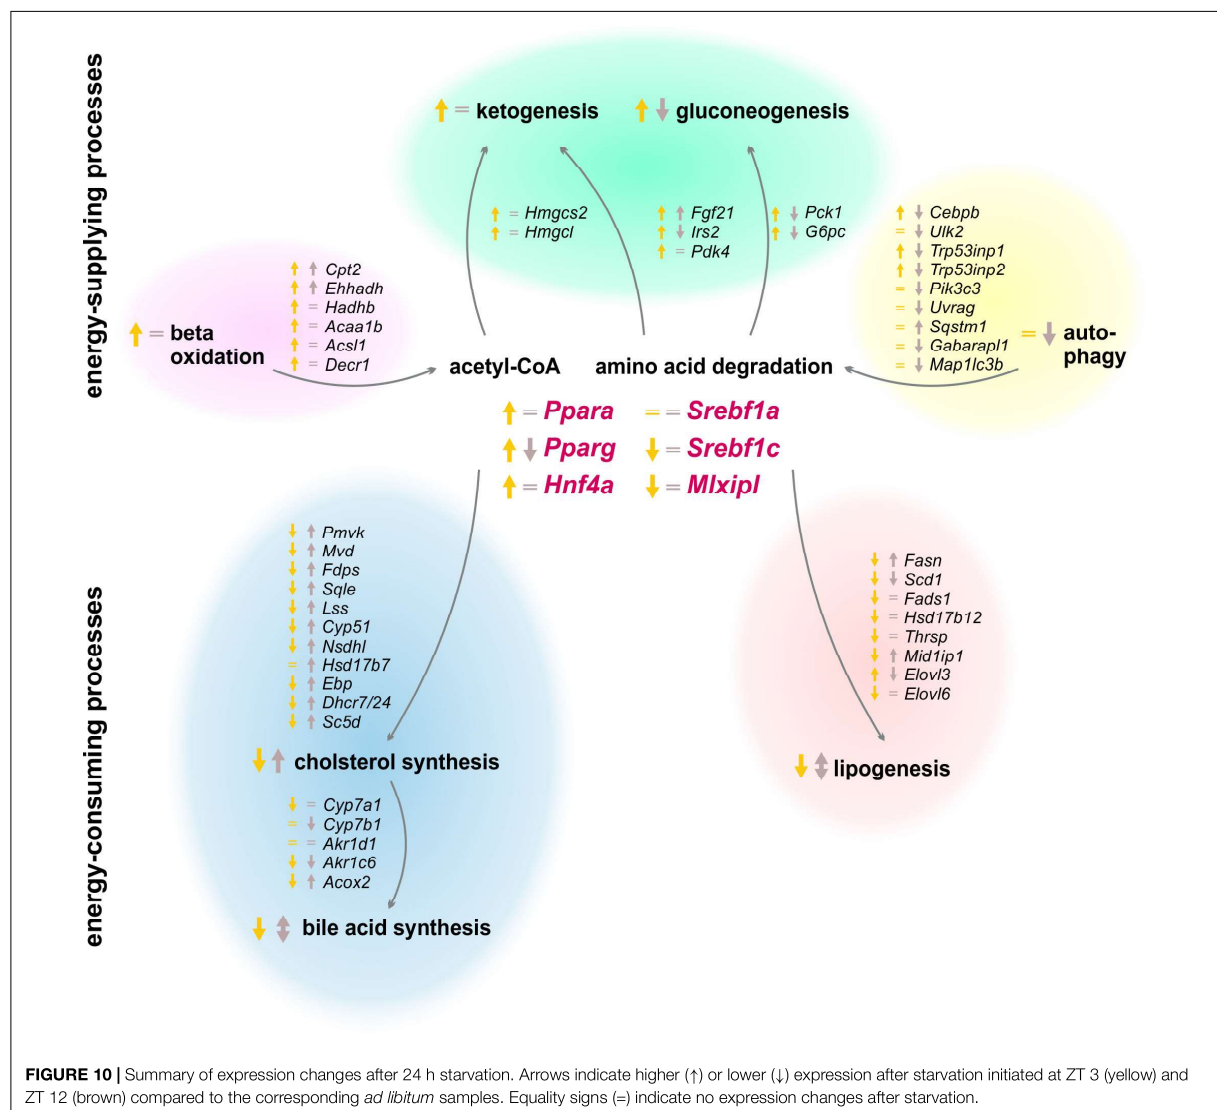 energy-supplying processes
↑ = ketogenesis
↑ ↓ gluconeogenesis
↑ = Hmgcs2
↑ = Hmgcl
↑ ↑ Fgf21
↑ ↓ Irs2
↑ = Pdk4
↑ ↓ Pck1
↑ ↓ G6pc
↑ ↓ Cebpb
= ↓ Ulk2
↑ ↓ Trp53inp1
↑ ↓ Trp53inp2
= ↓ Pik3c3
= ↓ Uvrag
= ↑ Sqstm1
= ↓ Gabarapl1
= ↓ Map1lc3b
= ↓ auto-
phagy
↑ ↑ Cpt2
↑ ↑ Ehhadh
↑ = Hadhb
↑ = Acaa1b
↑ = Acsl1
↑ = Decr1
↑ = beta
oxidation
acetyl-CoA
amino acid degradation
↑ = Ppara
↑ ↓ Pparg
↑ = Hnf4a
= = Srebf1a
↓ = Srebf1c
↓ = Mlxipl
energy-consuming processes
↓ ↑ Pmvk
↓ ↑ Mvd
↓ ↑ Fdps
↓ ↑ Sqle
↓ ↑ Lss
↓ ↑ Cyp51
↓ ↑ Nsdhl
= ↑ Hsd17b7
↓ ↑ Ebp
↓ ↑ Dhcr7/24
↓ ↑ Sc5d
↓ ↑ cholsterol synthesis
↓ = Cyp7a1
= ↓ Cyp7b1
= = Akr1d1
↓ ↓ Akr1c6
↓ ↑ Acox2
↓ ↕ bile acid synthesis
↓ ↑ Fasn
↓ ↓ Scd1
↓ = Fads1
↓ = Hsd17b12
↓ = Thrsp
↓ ↑ Mid1ip1
↑ ↓ Elovl3
↓ = Elovl6
↓ ↕ lipogenesis
FIGURE 10 | Summary of expression changes after 24 h starvation. Arrows indicate higher (↑) or lower (↓) expression after starvation initiated at ZT 3 (yellow) and
ZT 12 (brown) compared to the corresponding ad libitum samples. Equality signs (=) indicate no expression changes after starvation.